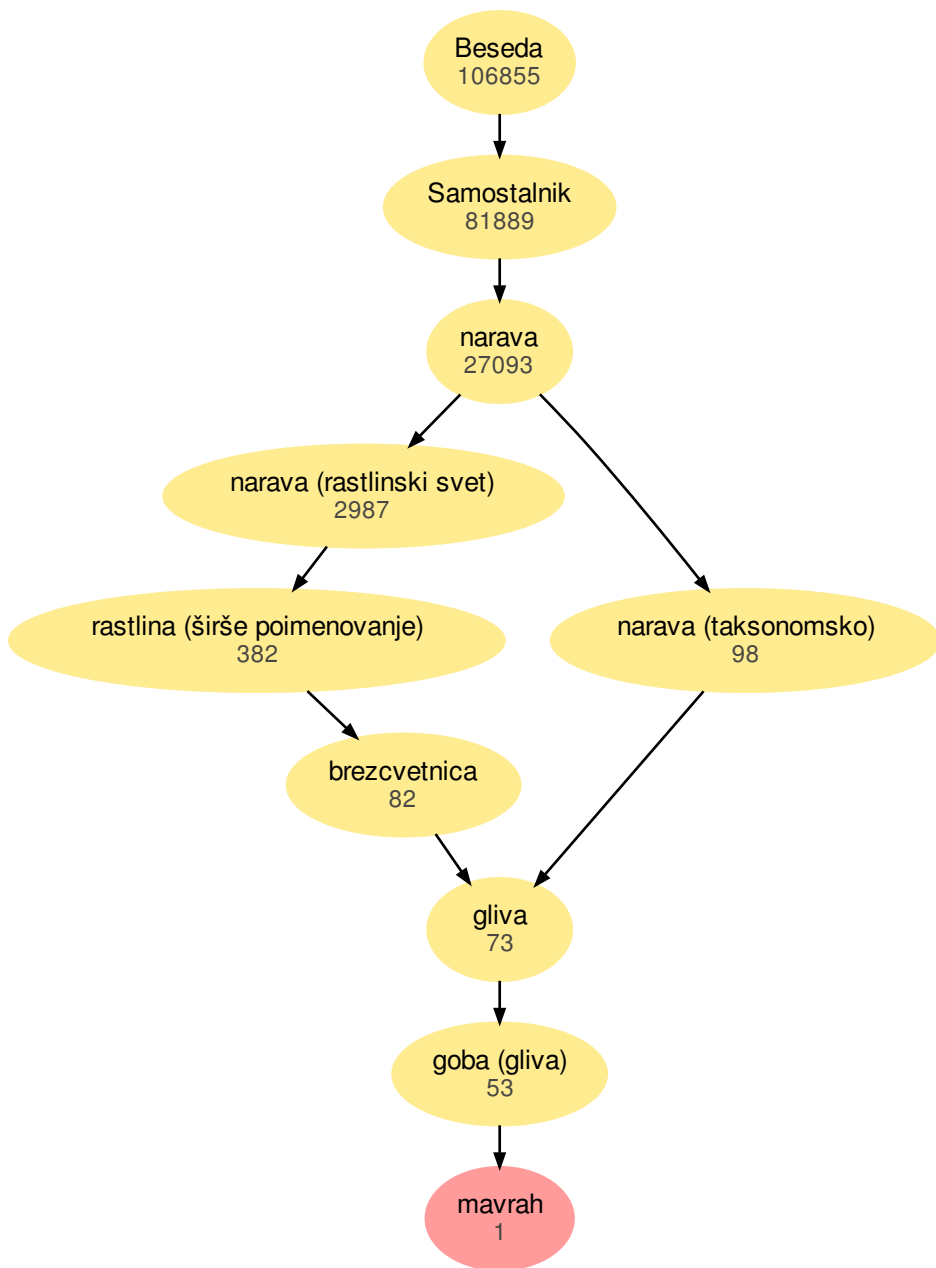 Beseda
106855
Samostalnik
81889
narava
27093
narava (rastlinski svet)
2987
rastlina (širše poimenovanje)
382
narava (taksonomsko)
98
brezcvetnica
82
gliva
73
goba (gliva)
53
mavrah
1